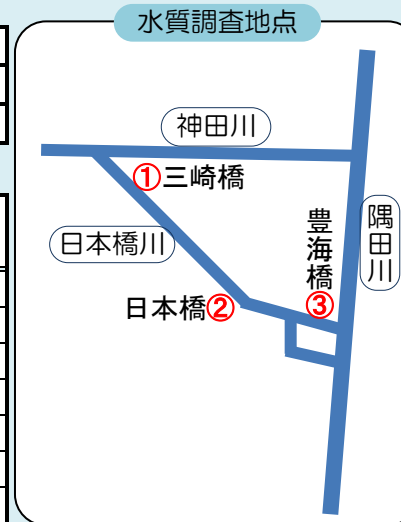 水質調査地点
神田川
①三崎橋
日本橋川
豊海橋
隅田川
日本橋②
③